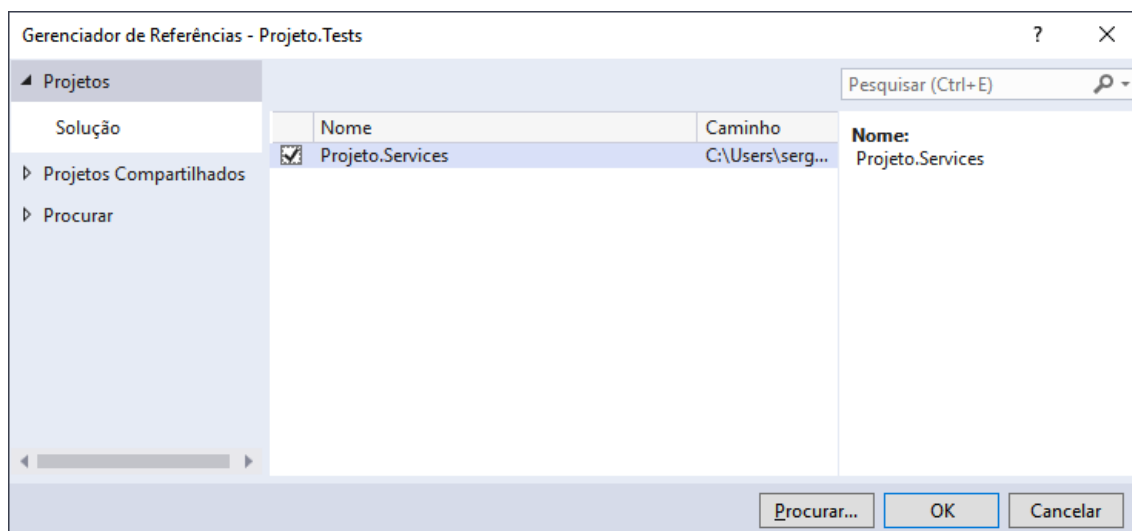 Gerenciador de Referências - Projeto.Tests
?
Projetos
Pesquisar (Ctrl+E)
Solução
Nome
Caminho
Nome:
Projeto.Services
C:\Users\serg...
Projeto.Services
Projetos Compartilhados
Procurar
Procurar...
OK
Cancelar